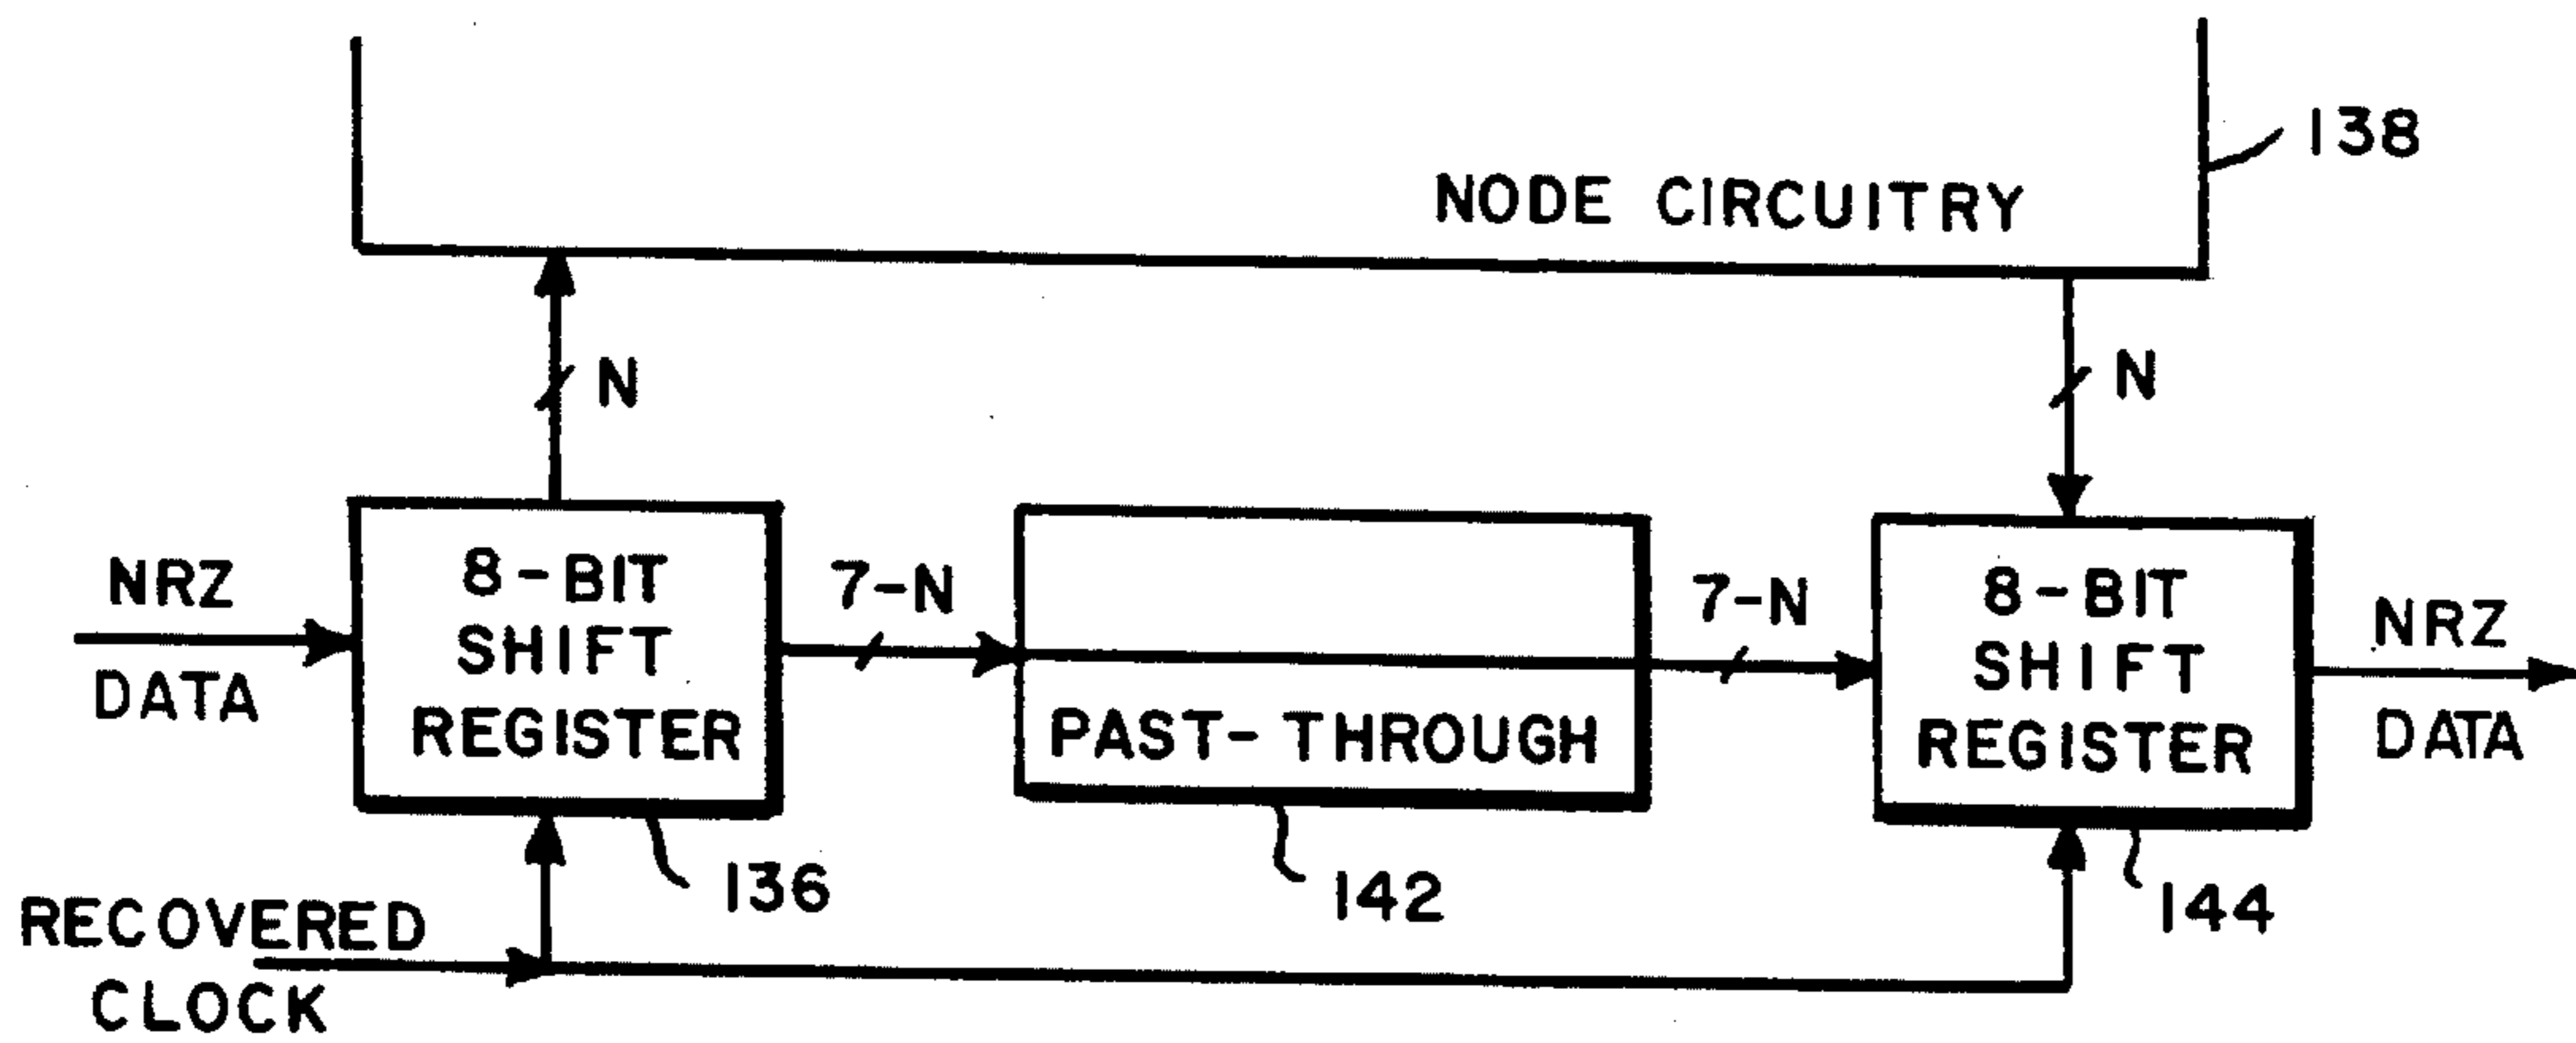 138
NODE CIRCUITRY
N
N
NRZ
DATA
8-BIT
SHIFT
REGISTER
7-N
PAST-THROUGH
7-N
8-BIT
SHIFT
REGISTER
NRZ
DATA
136
142
144
RECOVERED
CLOCK